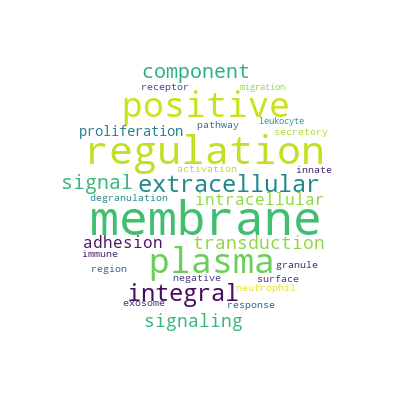 component
receptor migration
positive
leukocyte
proliferation pathway secretory
regulation
activation innate
signal extracellular
degranulation intracellular
membrane
adhesion transduction
immune plasma
region granule
negative surface
integral neutrophil
exosome response
signaling